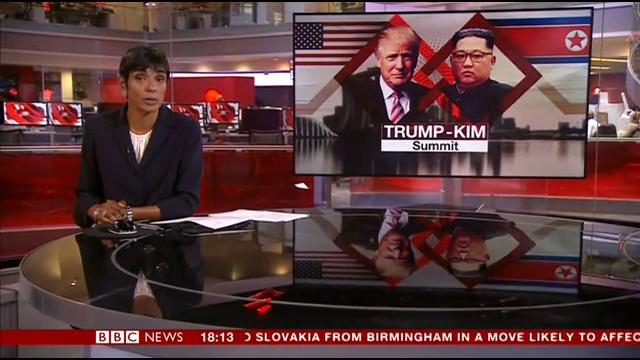 TRUMP-KIM
Summit
BBC NEWS 18:13 O SLOVAKIA FROM BIRMINGHAM IN A MOVE LIKELY TO AFFEC